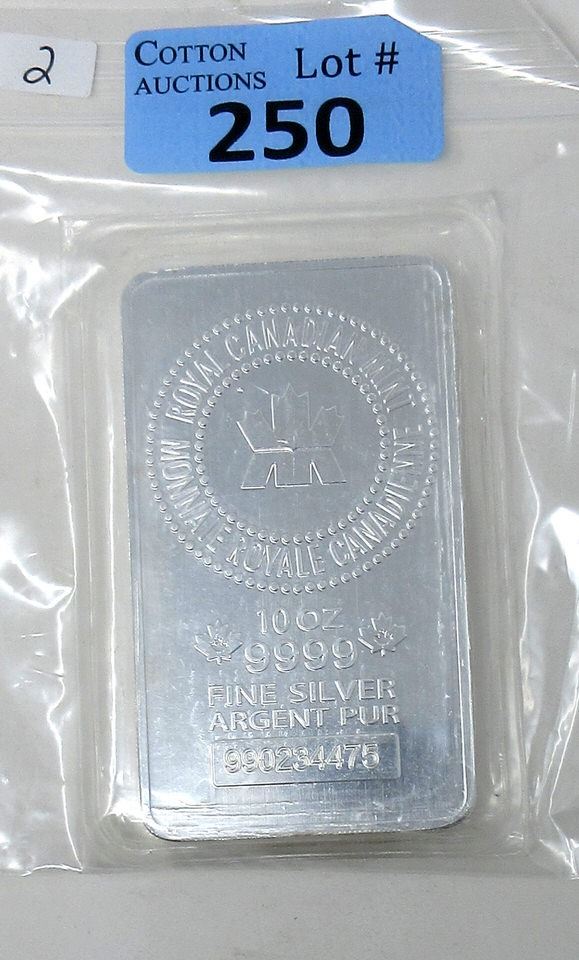 2
COTTON AUCTIONS Lot #
250
ROYAL CANADIAN MINT
MONNAIE ROYALE CANADIENNE
10 OZ
9999
FINE SILVER
ARGENT PUR
990234475